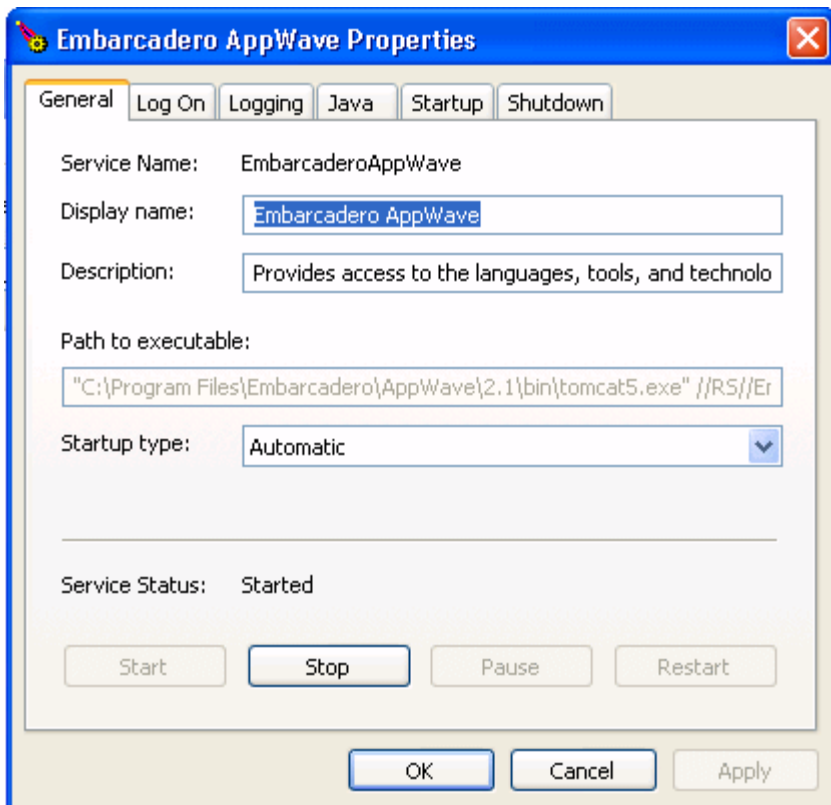 Embarcadero AppWave Properties
General Log On Logging Java Startup Shutdown
Service Name: EmbarcaderoAppWave
Display name: Embarcadero AppWave
Description: Provides access to the languages, tools, and technolo
Path to executable:
"C:\Program Files\Embarcadero\AppWave\2.1\bin\tomcat5.exe" //RS//Er
Startup type: Automatic
Service Status: Started
Start Stop Pause Restart
OK Cancel Apply